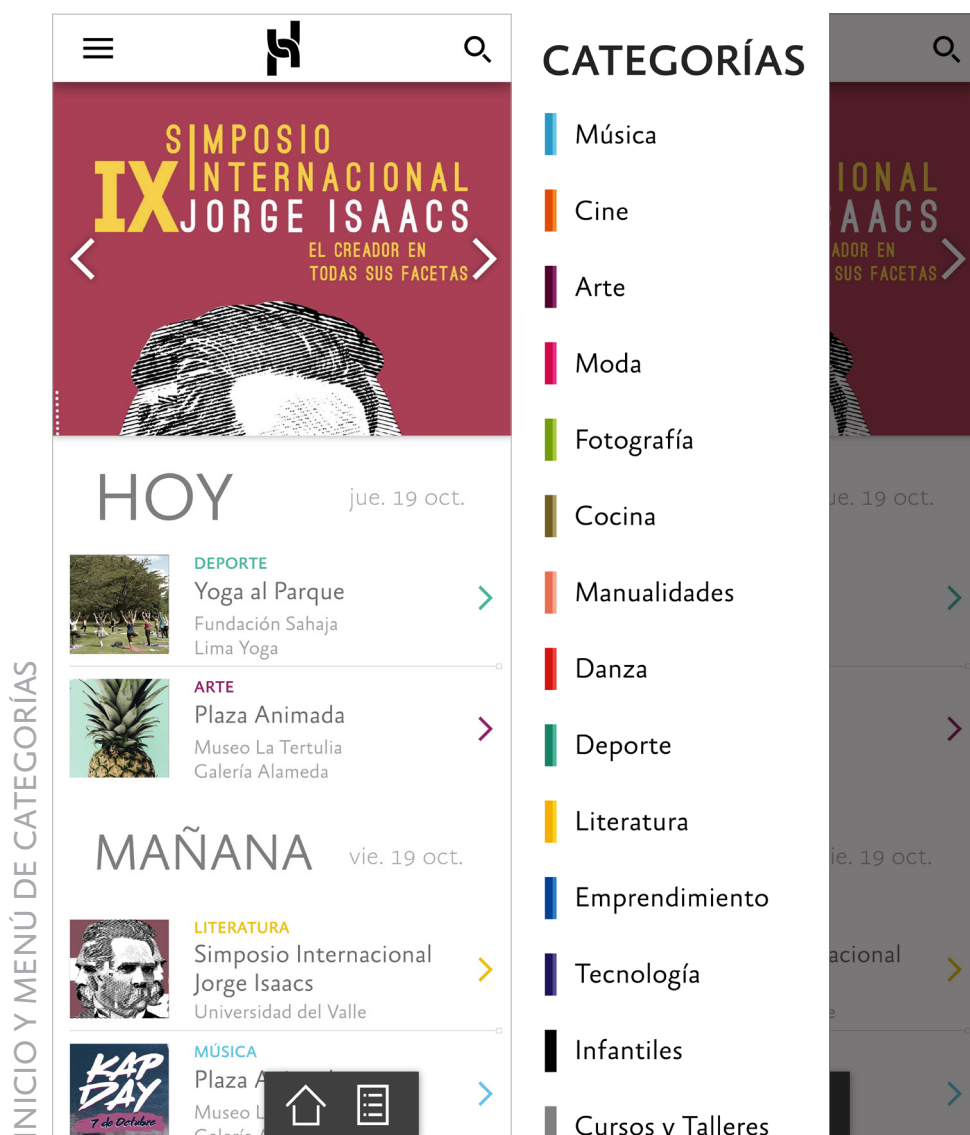 INICIO Y MENÚ DE CATEGORÍAS
SIMPOSIO
IX INTERNACIONAL
JORGE ISAACS
EL CREADOR EN
TODAS SUS FACETAS
HOY
jue. 19 oct.
DEPORTE
Yoga al Parque
Fundación Sahaja
Lima Yoga
ARTE
Plaza Animada
Museo La Tertulia
Galería Alameda
MAÑANA
vie. 19 oct.
LITERATURA
Simposio Internacional
Jorge Isaacs
Universidad del Valle
KAP
DAY
7 de Octubre
MÚSICA
Plaza A
Museo L
CATEGORÍAS
Música
Cine
Arte
Moda
Fotografía
Cocina
Manualidades
Danza
Deporte
Literatura
Emprendimiento
Tecnología
Infantiles
Cursos y Talleres
IONAL
AACS
ADOR EN
SUS FACETAS
ue. 19 oct.
ie. 19 oct.
acional